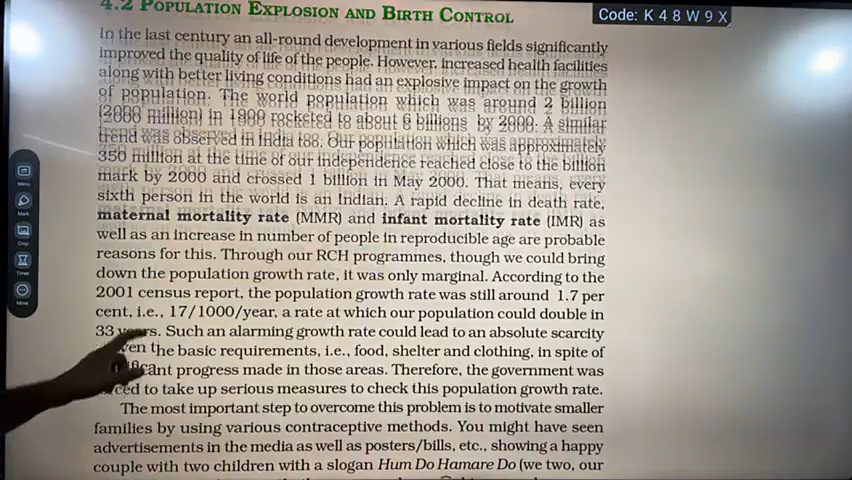 4.2 POPULATION EXPLOSION AND BIRTH CONTROL
Code: K 4 8 W 9 X
In the last century an all-round development in various fields significantly
improved the quality of life of the people. However, increased health facilities
along with better living conditions had an explosive impact on the growth
of population. The world population which was around 2 billion
(2000 million) in 1900 rocketed to about 6 billions by 2000. A similar
trend was observed in India too. Our population which was approximately
350 million at the time of our independence reached close to the billion
mark by 2000 and crossed 1 billion in May 2000. That means, every
sixth person in the world is an Indian. A rapid decline in death rate,
maternal mortality rate (MMR) and infant mortality rate (IMR) as
well as an increase in number of people in reproducible age are probable
reasons for this. Through our RCH programmes, though we could bring
down the population growth rate, it was only marginal. According to the
2001 census report, the population growth rate was still around 1.7 per
cent, i.e., 17/1000/year, a rate at which our population could double in
33 years. Such an alarming growth rate could lead to an absolute scarcity
the basic requirements, i.e., food, shelter and clothing, in spite of
progress made in those areas. Therefore, the government was
to take up serious measures to check this population growth rate.
The most important step to overcome this problem is to motivate smaller
families by using various contraceptive methods. You might have seen
advertisements in the media as well as posters/bills, etc., showing a happy
couple with two children with a slogan Hum Do Hamare Do (we two, our
Menu
Mark
Crop
Timer
More